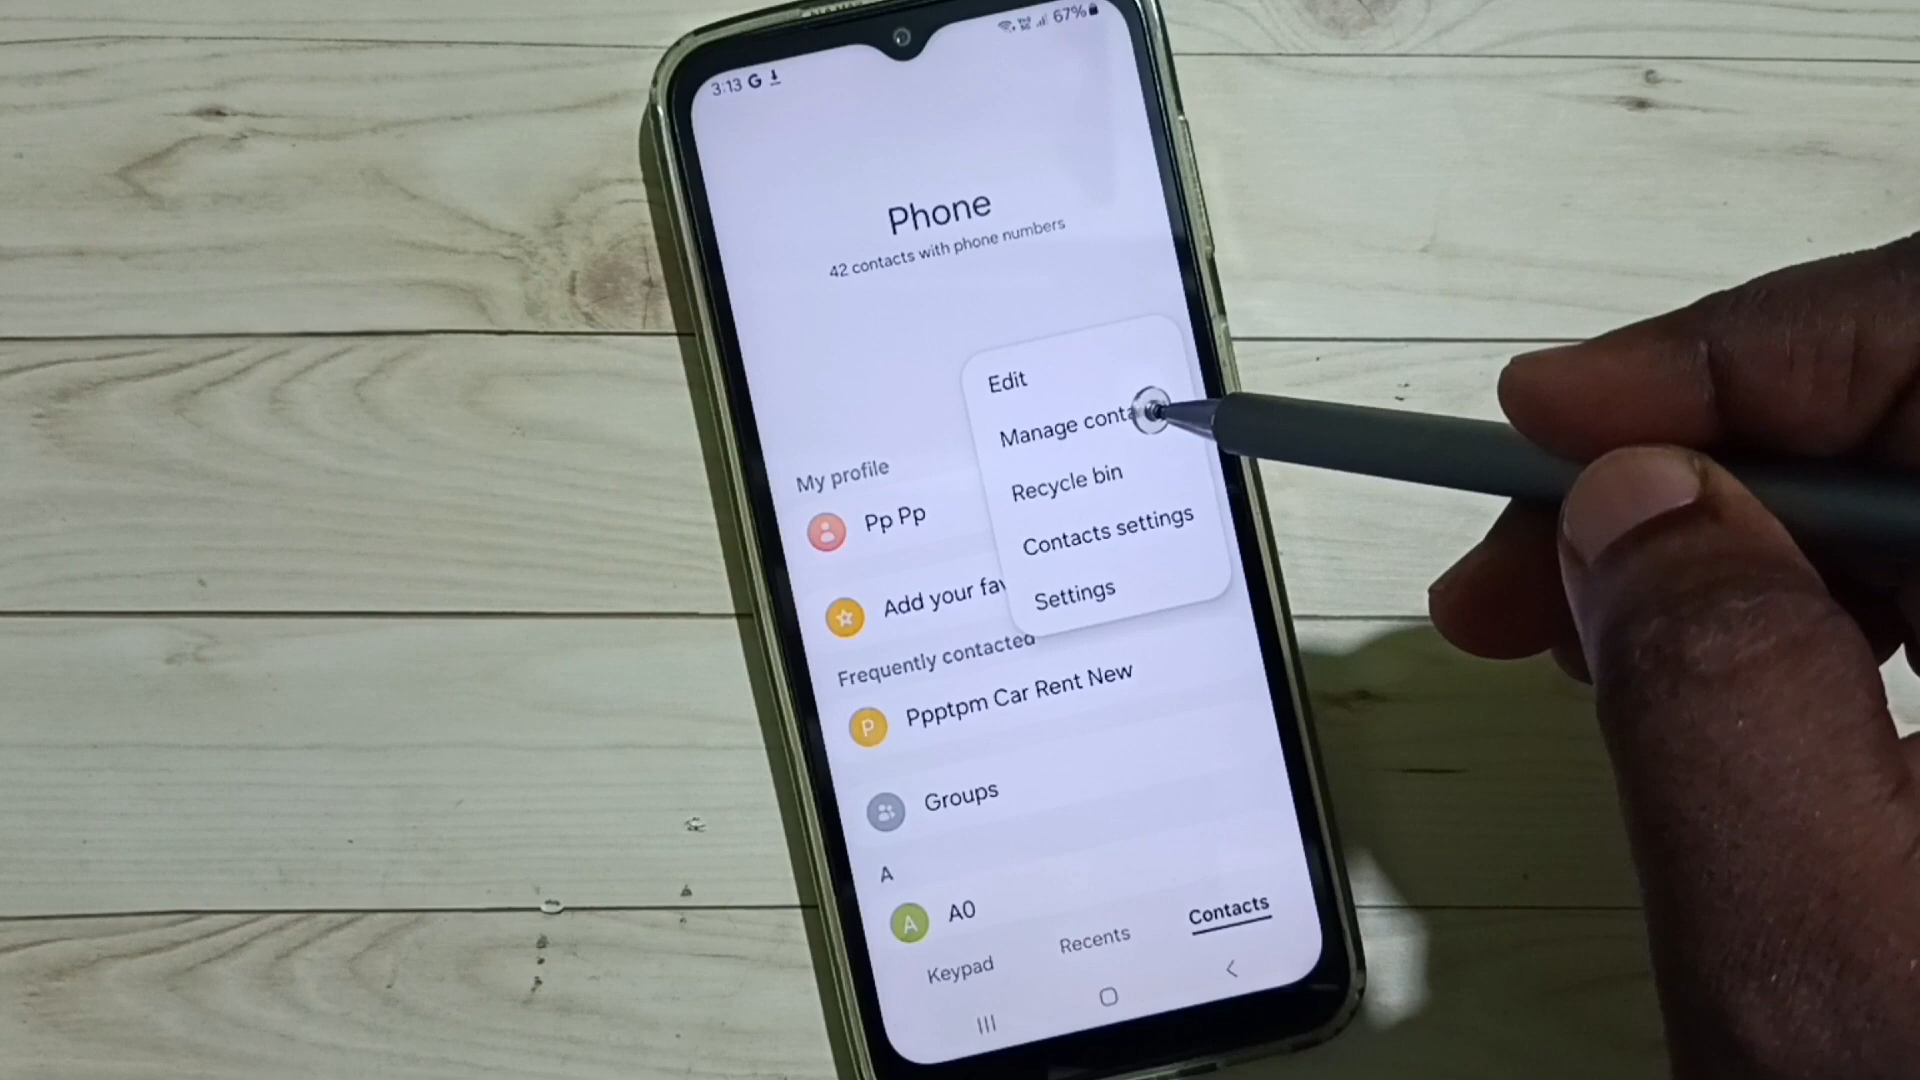 3:13 G
67%
Phone
42 contacts with phone numbers
Edit
Manage conta
Recycle bin
Contacts settings
Settings
My profile
Pp Pp
Add your fav
Frequently contacted
P Ppptpm Car Rent New
Groups
A
A A0
Keypad
Recents
Contacts